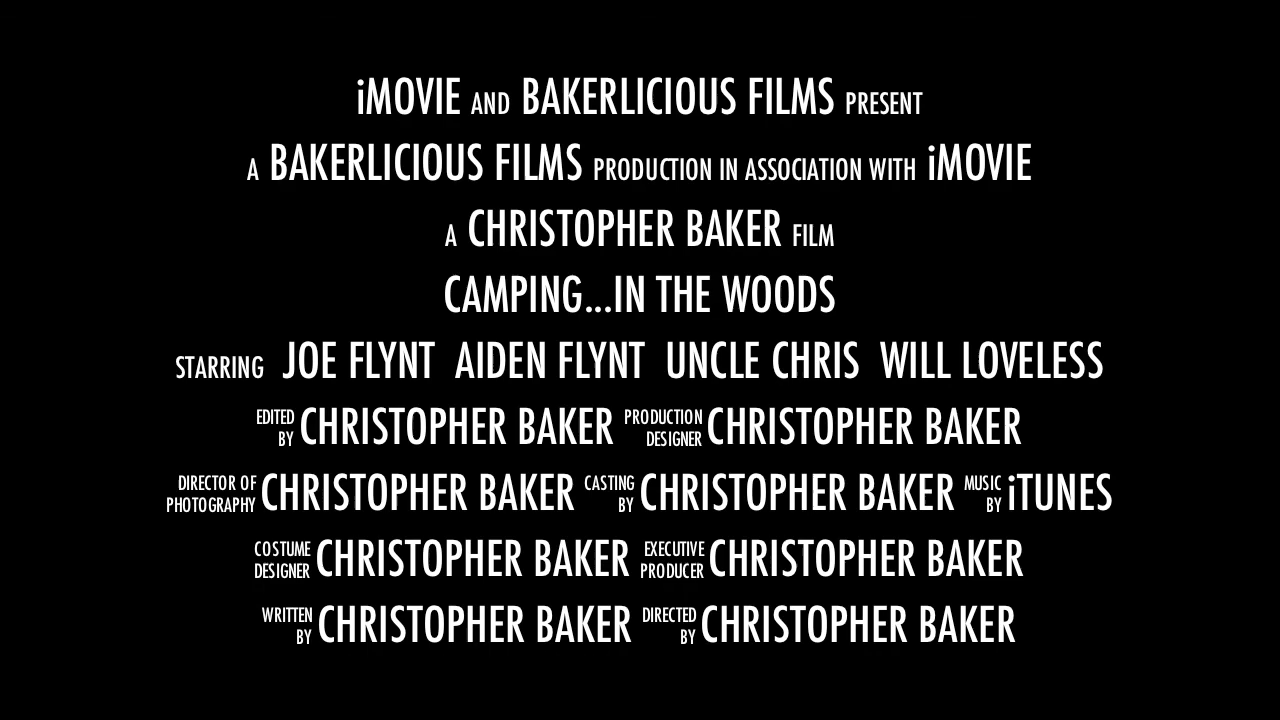 iMOVIE AND BAKERLICIOUS FILMS PRESENT
A BAKERLICIOUS FILMS PRODUCTION IN ASSOCIATION WITH iMOVIE
A CHRISTOPHER BAKER FILM
CAMPING...IN THE WOODS
STARRING JOE FLYNT AIDEN FLYNT UNCLE CHRIS WILL LOVELESS
EDITED BY CHRISTOPHER BAKER PRODUCTION DESIGNER CHRISTOPHER BAKER
DIRECTOR OF PHOTOGRAPHY CHRISTOPHER BAKER CASTING BY CHRISTOPHER BAKER MUSIC BY iTUNES
COSTUME DESIGNER CHRISTOPHER BAKER EXECUTIVE PRODUCER CHRISTOPHER BAKER
WRITTEN BY CHRISTOPHER BAKER DIRECTED BY CHRISTOPHER BAKER